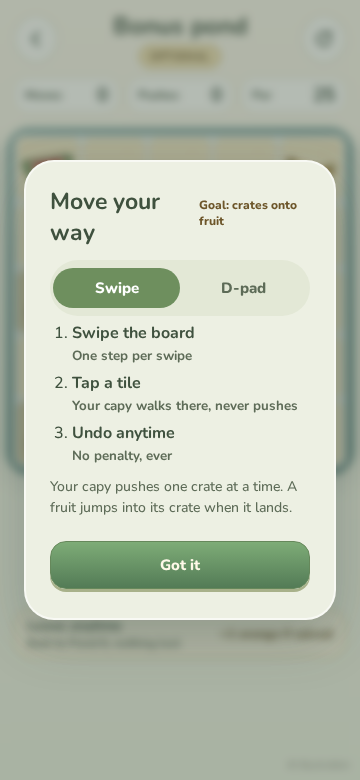 Bonus pond
Move your
way
Goal: crates onto
fruit
Swipe
D-pad
1. Swipe the board
One step per swipe
2. Tap a tile
Your capy walks there, never pushes
3. Undo anytime
No penalty, ever
Your capy pushes one crate at a time. A
fruit jumps into its crate when it lands.
Got it